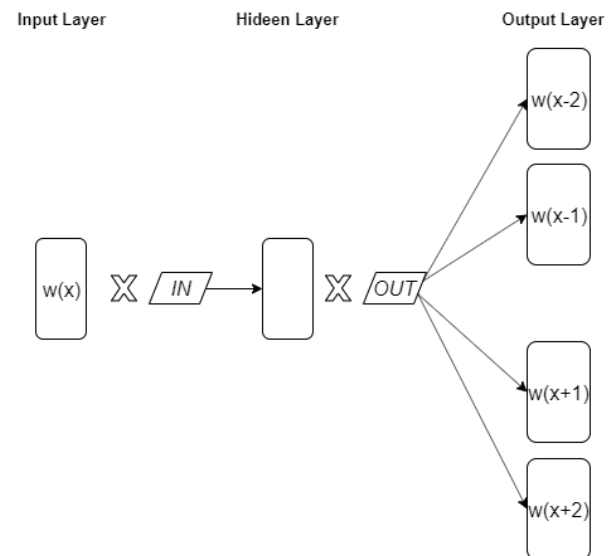 Input Layer
Hideen Layer
Output Layer
w(x-2)
w(x-1)
w(x)
X
IN
X
OUT
w(x+1)
w(x+2)